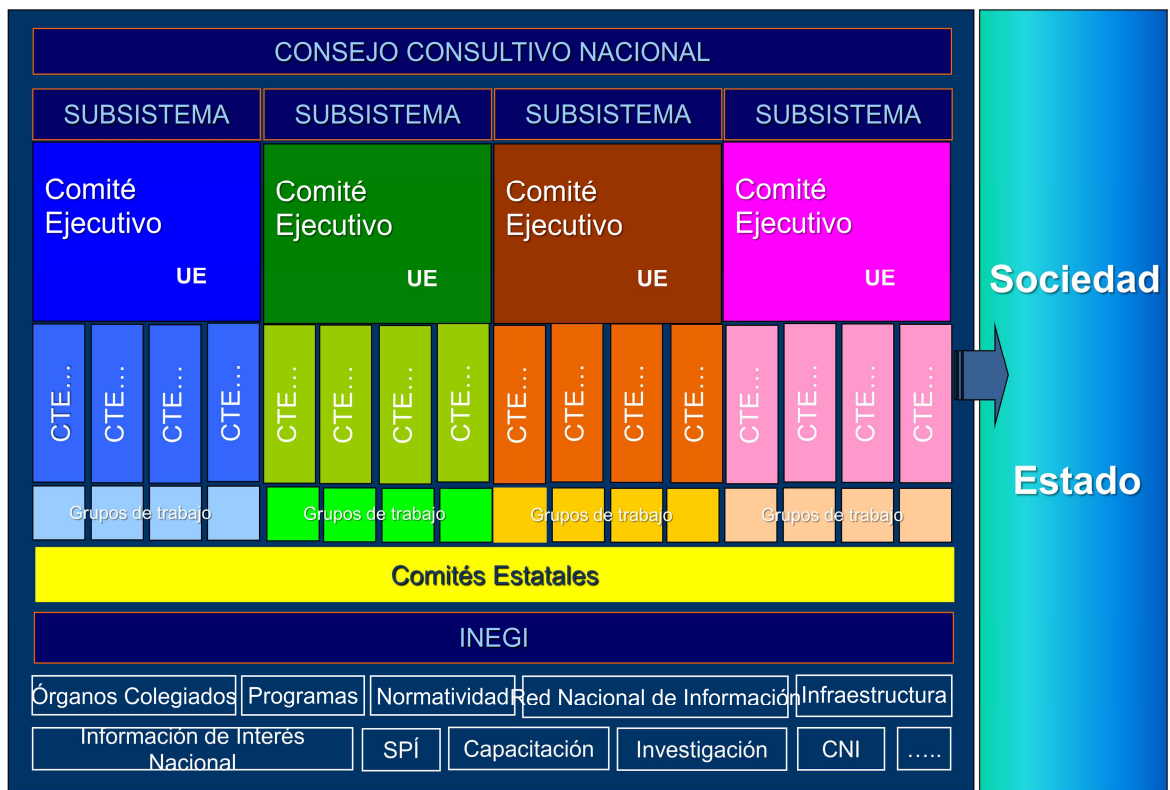 CONSEJO CONSULTIVO NACIONAL
SUBSISTEMA SUBSISTEMA SUBSISTEMA SUBSISTEMA
Comité
Ejecutivo
UE
Comité
Ejecutivo
UE
Comité
Ejecutivo
UE
Comité
Ejecutivo
UE
CTE... CTE... CTE... CTE... CTE... CTE... CTE... CTE... CTE... CTE... CTE... CTE... CTE... CTE... CTE... CTE...
Grupos de trabajo Grupos de trabajo Grupos de trabajo Grupos de trabajo
Comités Estatales
INEGI
Órganos Colegiados Programas Normatividad Red Nacional de Información Infraestructura
Información de Interés
Nacional
SPÍ Capacitación Investigación CNI .....
Sociedad
Estado